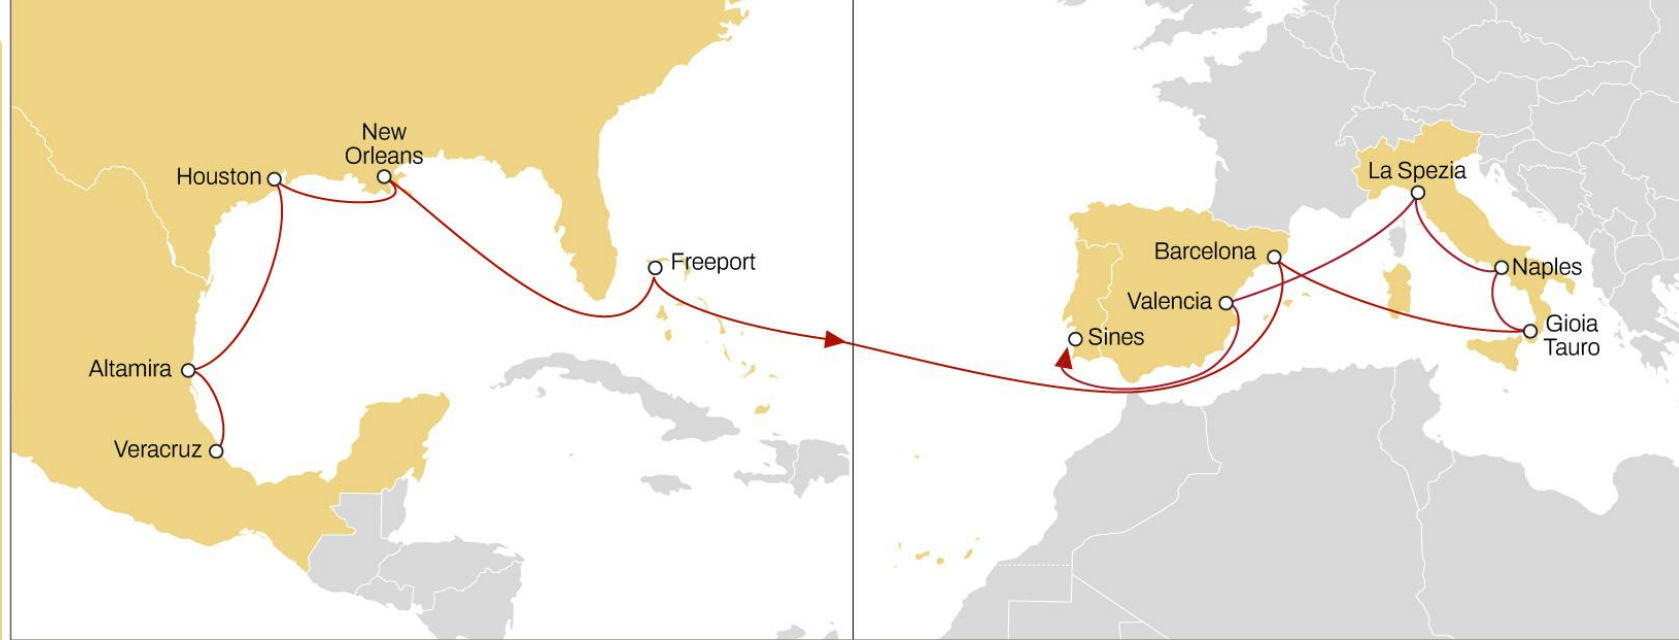 New
Orleans
Houston
Freeport
Altamira
Veracruz
La Spezia
Barcelona
Naples
Valencia
Sines
Gioia
Tauro